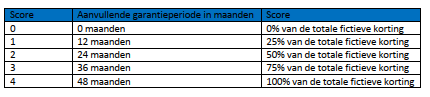 Score Aanvullende garantieperiode in maanden Score
0 0 maanden 0% van de totale fictieve korting
1 12 maanden 25% van de totale fictieve korting
2 24 maanden 50% van de totale fictieve korting
3 36 maanden 75% van de totale fictieve korting
4 48 maanden 100% van de totale fictieve korting